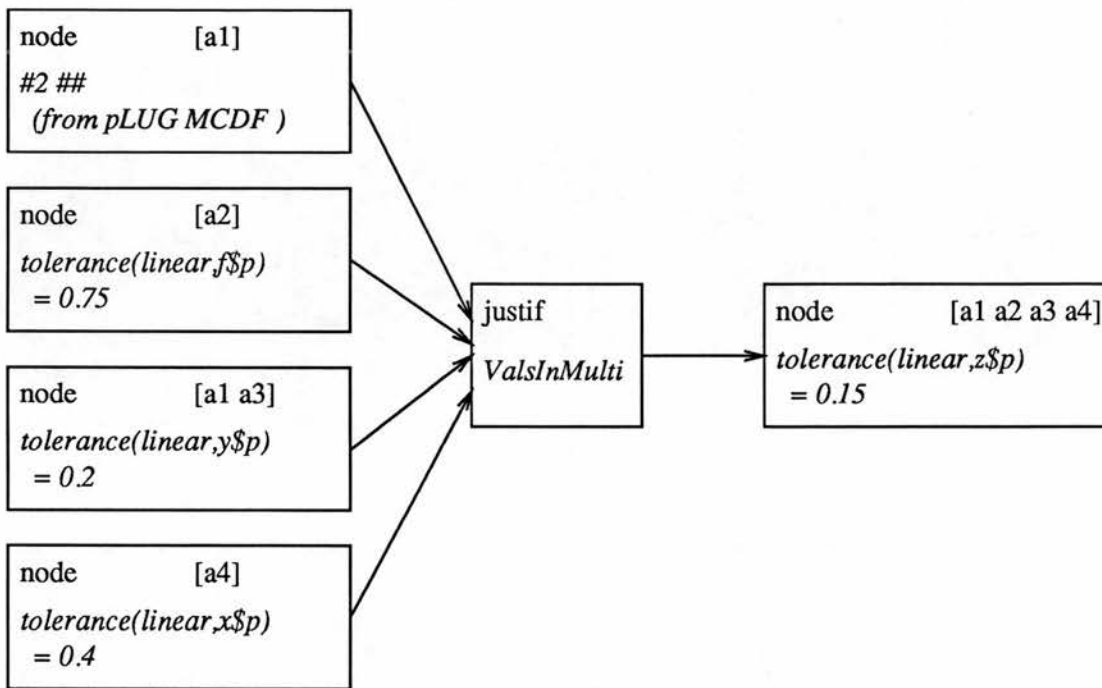 node [a1]
#2 ##
(from pLUG MCDF )
node [a2]
tolerance(linear,f$p)
= 0.75
node [a1 a3]
tolerance(linear,y$p)
= 0.2
node [a4]
tolerance(linear,x$p)
= 0.4
justif
ValsInMulti
node [a1 a2 a3 a4]
tolerance(linear,z$p)
= 0.15